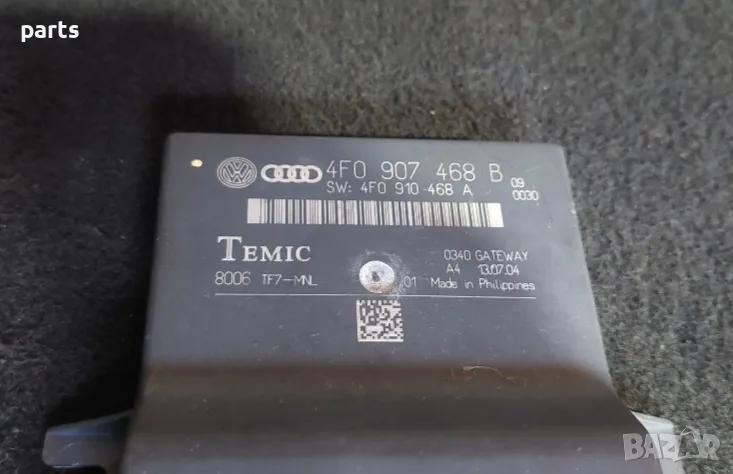 parts
4F0 907 468 B
SW: 4F0 910 468 A
09
0030
TEMIC
0340 GATEWAY
A4 13.07.04
8006 TF7-MNL
01 Made in Philippines
BAZAR